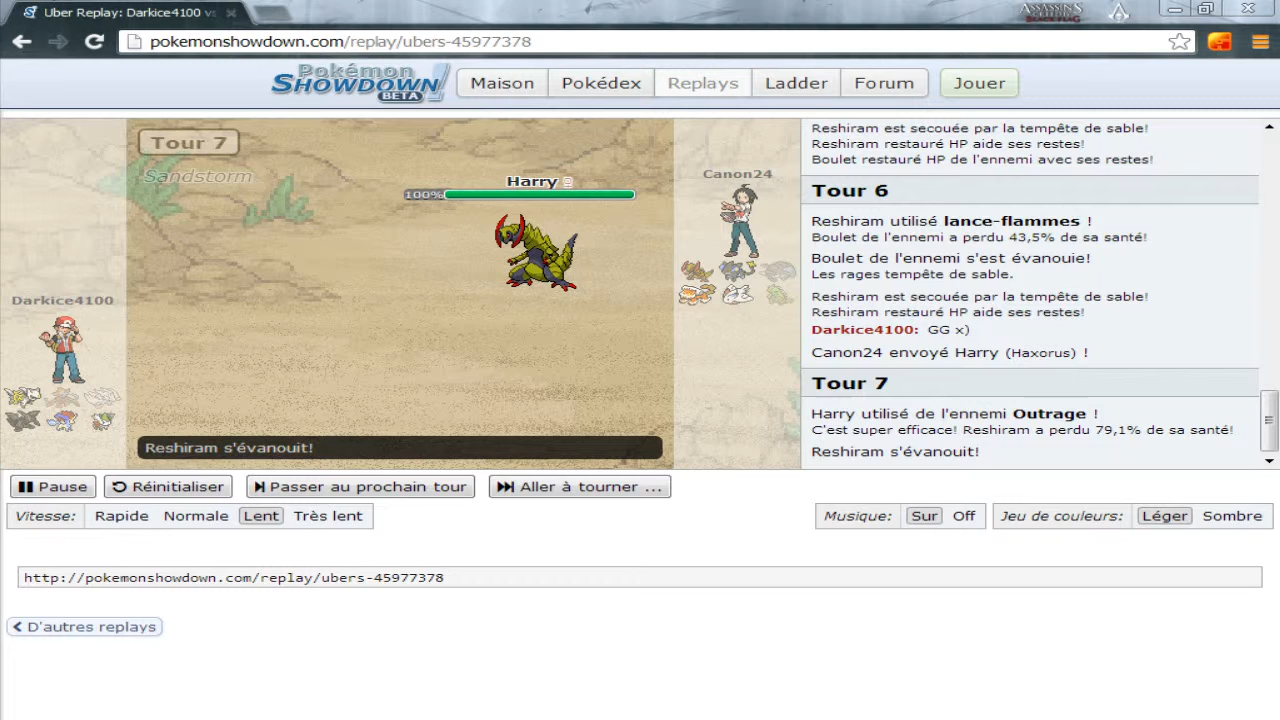 Uber Replay: Darkice4100 vs
ASSASSINS
BLACK FLAG
pokemonshowdown.com/replay/ubers-45977378
Pokémon
SHOWDOWN!
BETA
Maison
Pokédex
Replays
Ladder
Forum
Jouer
Tour 7
Sandstorm
Harry
100%
Canon24
Darkice4100
Reshiram s'évanouit!
Reshiram est secouée par la tempête de sable!
Reshiram restauré HP aide ses restes!
Boulet restauré HP de l'ennemi avec ses restes!
Tour 6
Reshiram utilisé lance-flammes !
Boulet de l'ennemi a perdu 43,5% de sa santé!
Boulet de l'ennemi s'est évanouie!
Les rages tempête de sable.
Reshiram est secouée par la tempête de sable!
Reshiram restauré HP aide ses restes!
Darkice4100: GG x)
Canon24 envoyé Harry (Haxorus) !
Tour 7
Harry utilisé de l'ennemi Outrage !
C'est super efficace! Reshiram a perdu 79,1% de sa santé!
Reshiram s'évanouit!
Pause
Réinitialiser
Passer au prochain tour
Aller à tourner ...
Vitesse: Rapide Normale Lent Très lent
Musique: Sur Off
Jeu de couleurs: Léger Sombre
http://pokemonshowdown.com/replay/ubers-45977378
D'autres replays